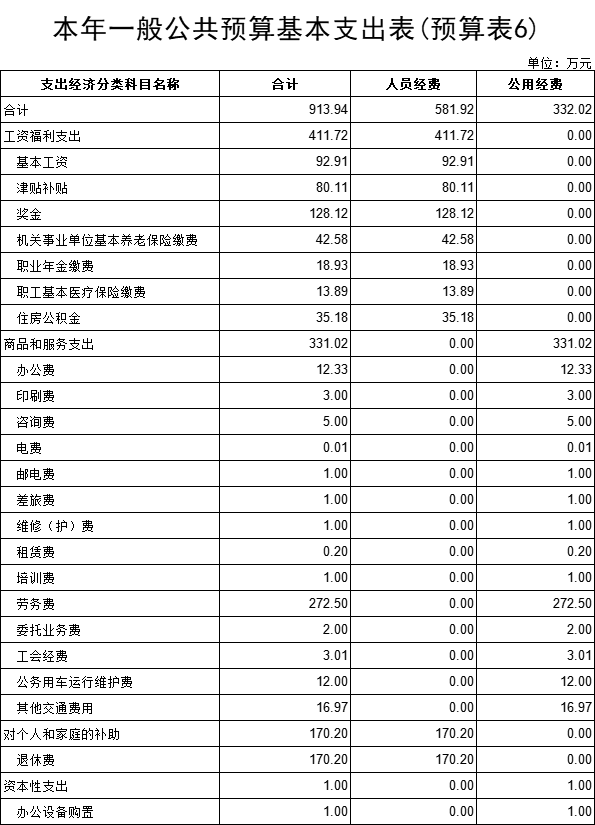 本年一般公共预算基本支出表(预算表6)
单位：万元
支出经济分类科目名称 合计 人员经费 公用经费
合计 913.94 581.92 332.02
工资福利支出 411.72 411.72 0.00
基本工资 92.91 92.91 0.00
津贴补贴 80.11 80.11 0.00
奖金 128.12 128.12 0.00
机关事业单位基本养老保险缴费 42.58 42.58 0.00
职业年金缴费 18.93 18.93 0.00
职工基本医疗保险缴费 13.89 13.89 0.00
住房公积金 35.18 35.18 0.00
商品和服务支出 331.02 0.00 331.02
办公费 12.33 0.00 12.33
印刷费 3.00 0.00 3.00
咨询费 5.00 0.00 5.00
电费 0.01 0.00 0.01
邮电费 1.00 0.00 1.00
差旅费 1.00 0.00 1.00
维修（护）费 1.00 0.00 1.00
租赁费 0.20 0.00 0.20
培训费 1.00 0.00 1.00
劳务费 272.50 0.00 272.50
委托业务费 2.00 0.00 2.00
工会经费 3.01 0.00 3.01
公务用车运行维护费 12.00 0.00 12.00
其他交通费用 16.97 0.00 16.97
对个人和家庭的补助 170.20 170.20 0.00
退休费 170.20 170.20 0.00
资本性支出 1.00 0.00 1.00
办公设备购置 1.00 0.00 1.00